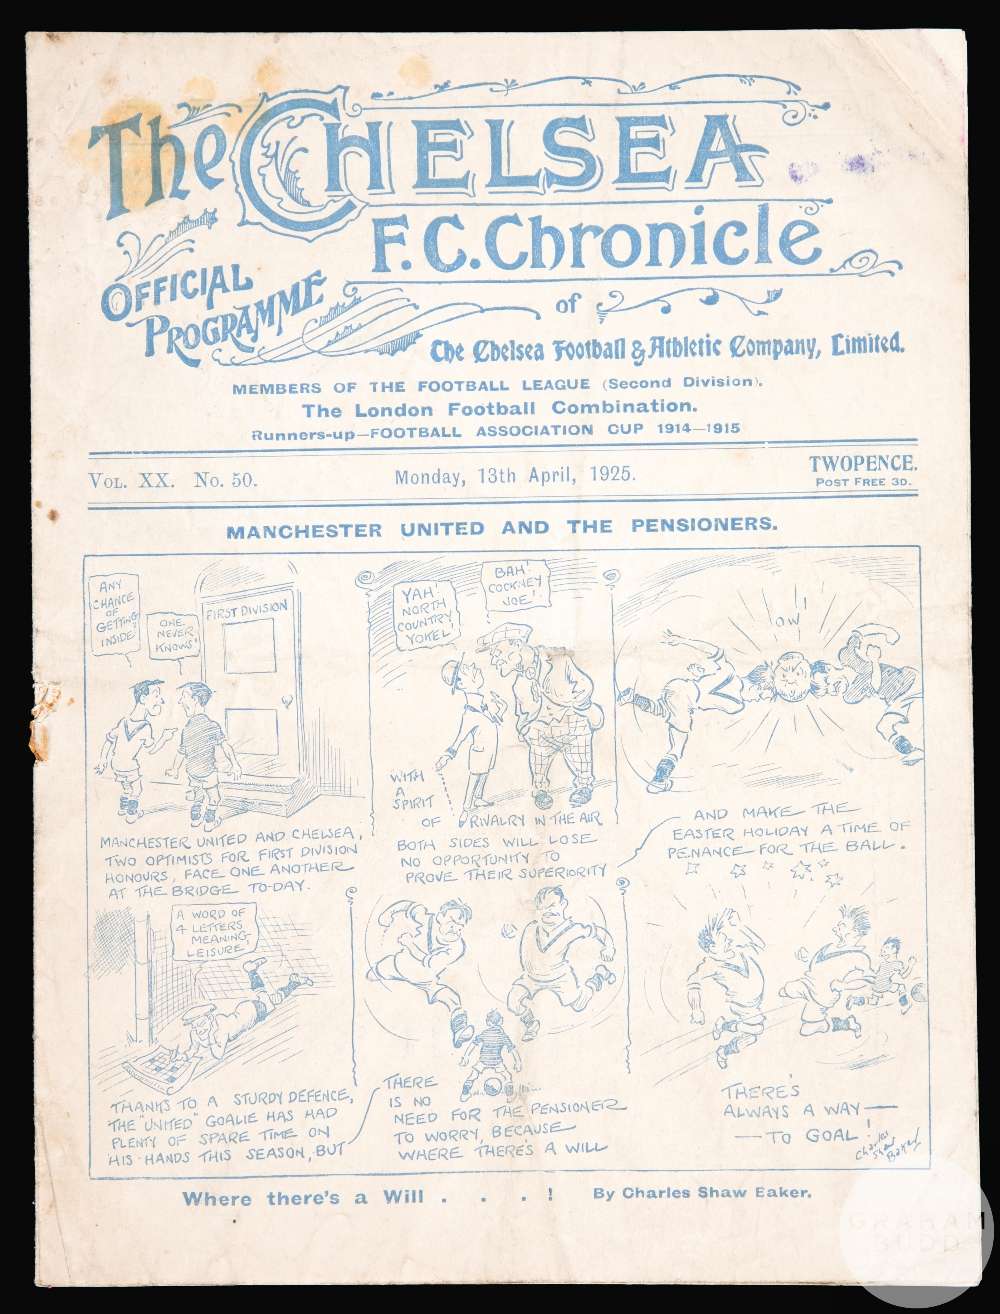 The CHELSEA
F.C. Chronicle
OFFICIAL
PROGRAMME
of
The Chelsea Football & Athletic Company, Limited.
MEMBERS OF THE FOOTBALL LEAGUE (Second Division).
The London Football Combination.
Runners-up—FOOTBALL ASSOCIATION CUP 1914—1915
VOL. XX. No. 50.
Monday, 13th April, 1925.
TWOPENCE.
POST FREE 3D.
MANCHESTER UNITED AND THE PENSIONERS.
ANY
CHANCE
OF
GETTING
INSIDE?
ONE
NEVER
KNOWS!
FIRST DIVISION
MANCHESTER UNITED AND CHELSEA,
TWO OPTIMISTS FOR FIRST DIVISION
HONOURS, FACE ONE ANOTHER
AT THE BRIDGE TO-DAY.
YAH!
NORTH
COUNTRY
YOKEL!
BAH!
COCKNEY
JOE!
WITH
A
SPIRIT
OF RIVALRY IN THE AIR
BOTH SIDES WILL LOSE
NO OPPORTUNITY TO
PROVE THEIR SUPERIORITY
OW!
AND MAKE THE
EASTER HOLIDAY A TIME OF
PENANCE FOR THE BALL.
A WORD OF
4 LETTERS
MEANING
LEISURE
THANKS TO A STURDY DEFENCE,
THE "UNITED" GOALIE HAS HAD
PLENTY OF SPARE TIME ON
HIS HANDS THIS SEASON, BUT
THERE
IS NO
NEED FOR THE PENSIONER
TO WORRY, BECAUSE
WHERE THERE'S A WILL
THERE'S
ALWAYS A WAY—
—TO GOAL!
Charles
Shaw
Baker
Where there's a Will . . . ! By Charles Shaw Baker.
GRAHAM
BUDD